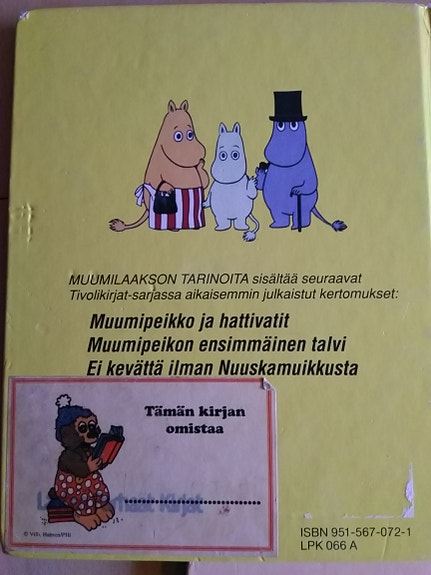 MUUMILAAKSON TARINOITA sisältää seuraavat
Tivolikirjat-sarjassa aikaisemmin julkaistut kertomukset:
Muumipeikko ja hattivatit
Muumipeikon ensimmäinen talvi
Ei kevättä ilman Nuuskamuikkusta
Tämän kirjan
omistaa
Kirjat
ISBN 951-567-072-1
LPK 066 A